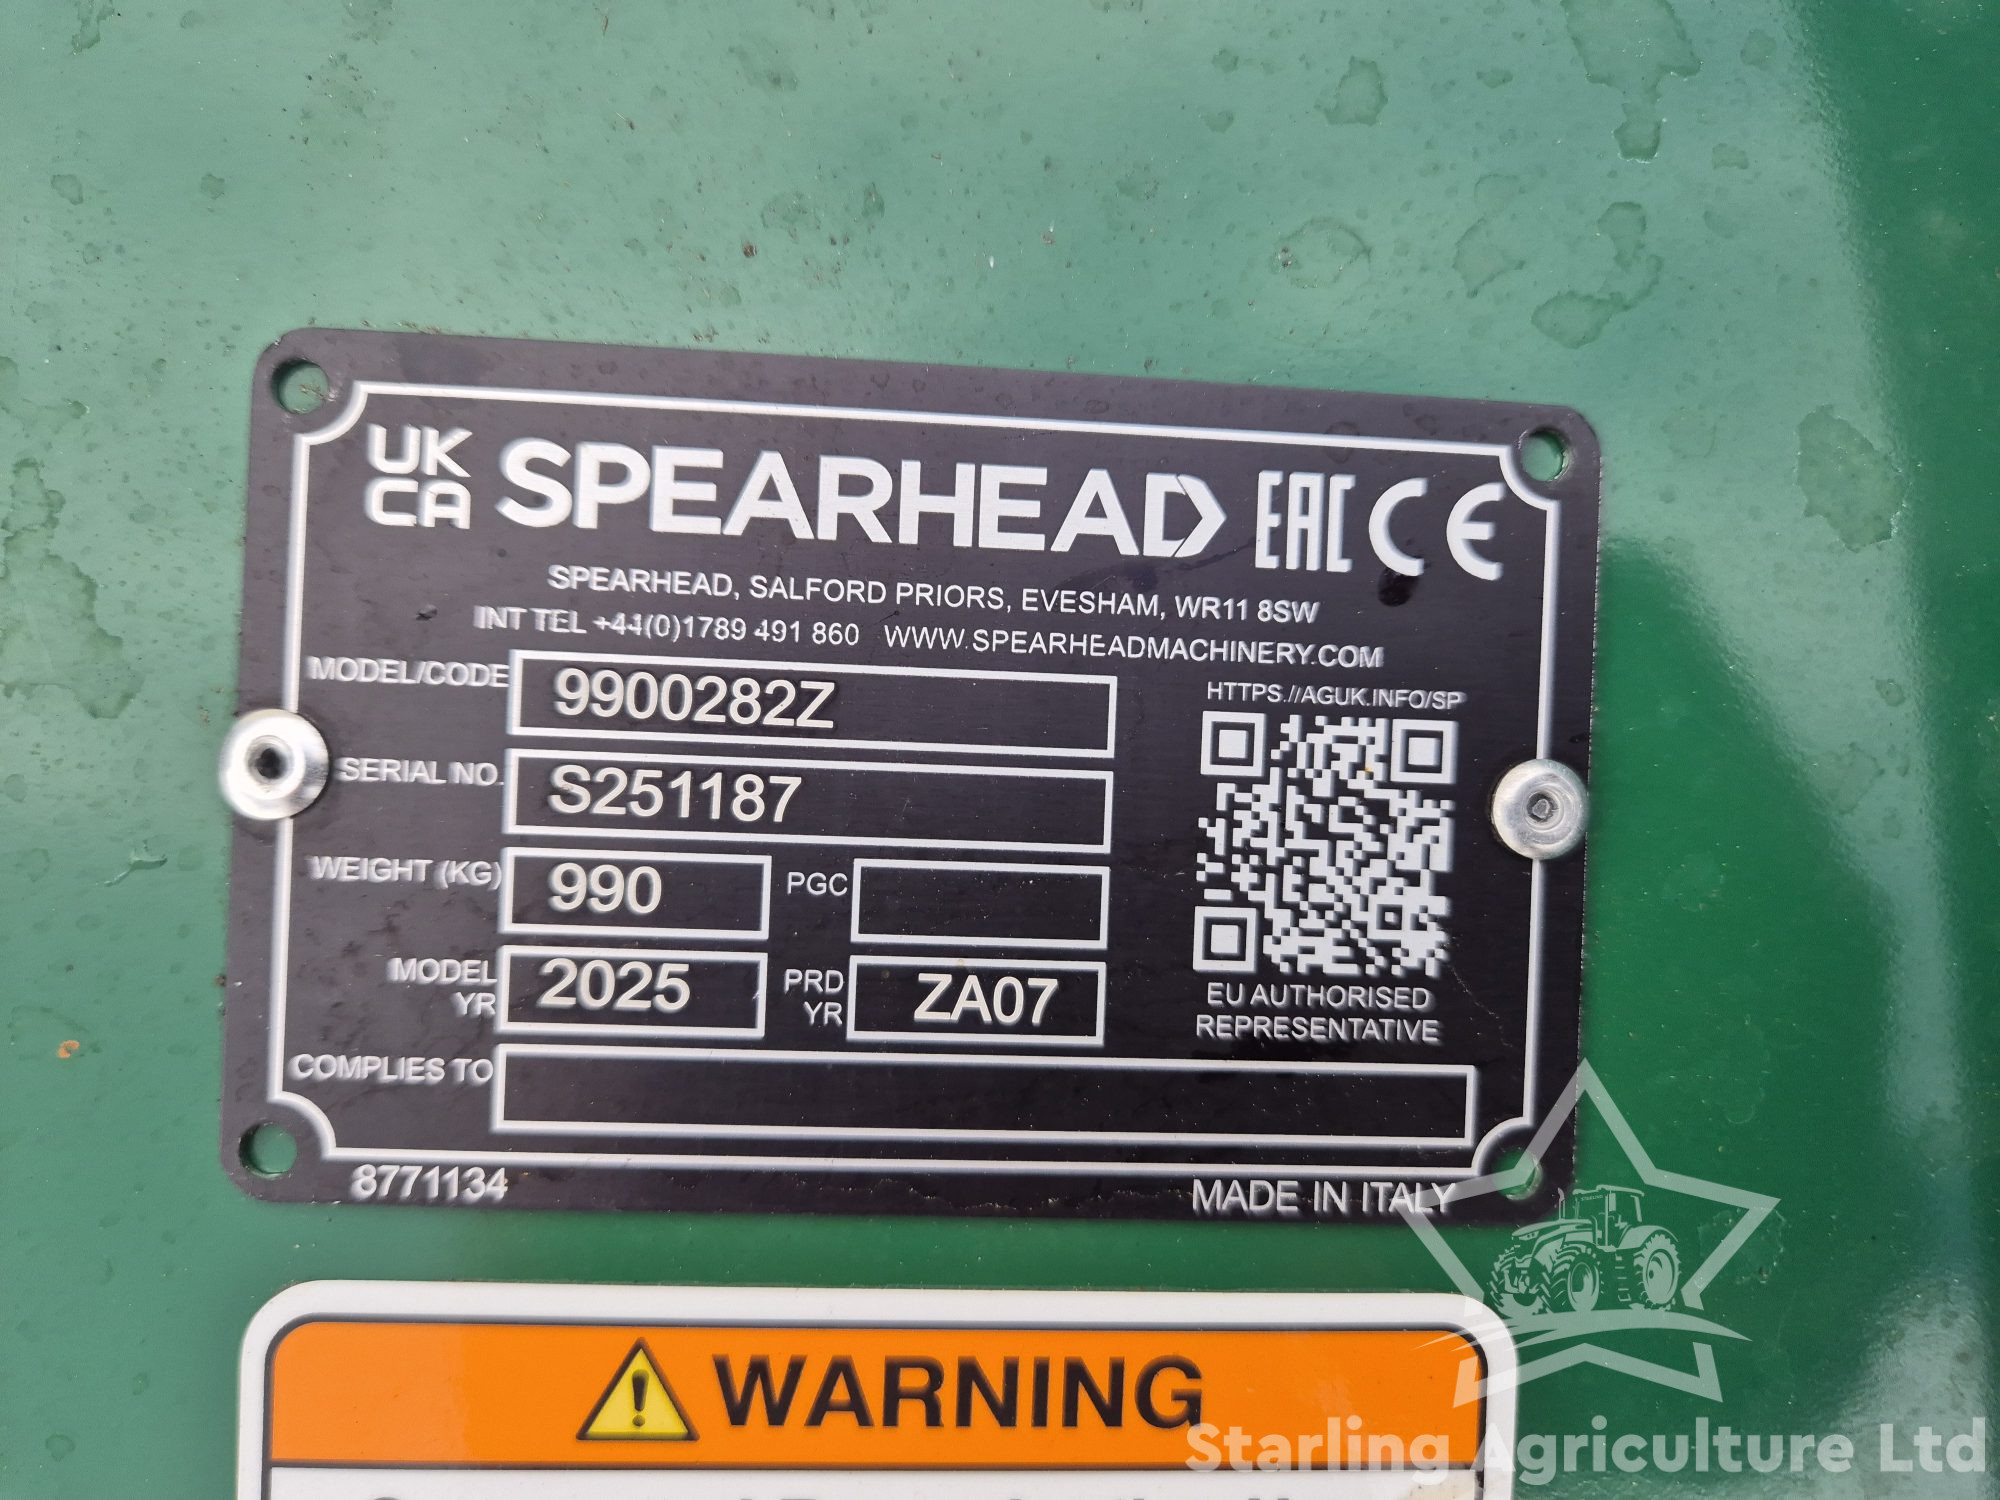 UK
CA
SPEARHEAD EAC CE
SPEARHEAD, SALFORD PRIORS, EVESHAM, WR11 8SW
INT TEL +44(0)1789 491 860 WWW.SPEARHEADMACHINERY.COM
MODEL/CODE 9900282Z
HTTPS://AGUK.INFO/SP
SERIAL NO. S251187
WEIGHT (KG) 990 PGC
MODEL YR 2025 PRD YR ZA07
EU AUTHORISED
REPRESENTATIVE
COMPLIES TO
8771134 MADE IN ITALY
WARNING
Starling Agriculture Ltd